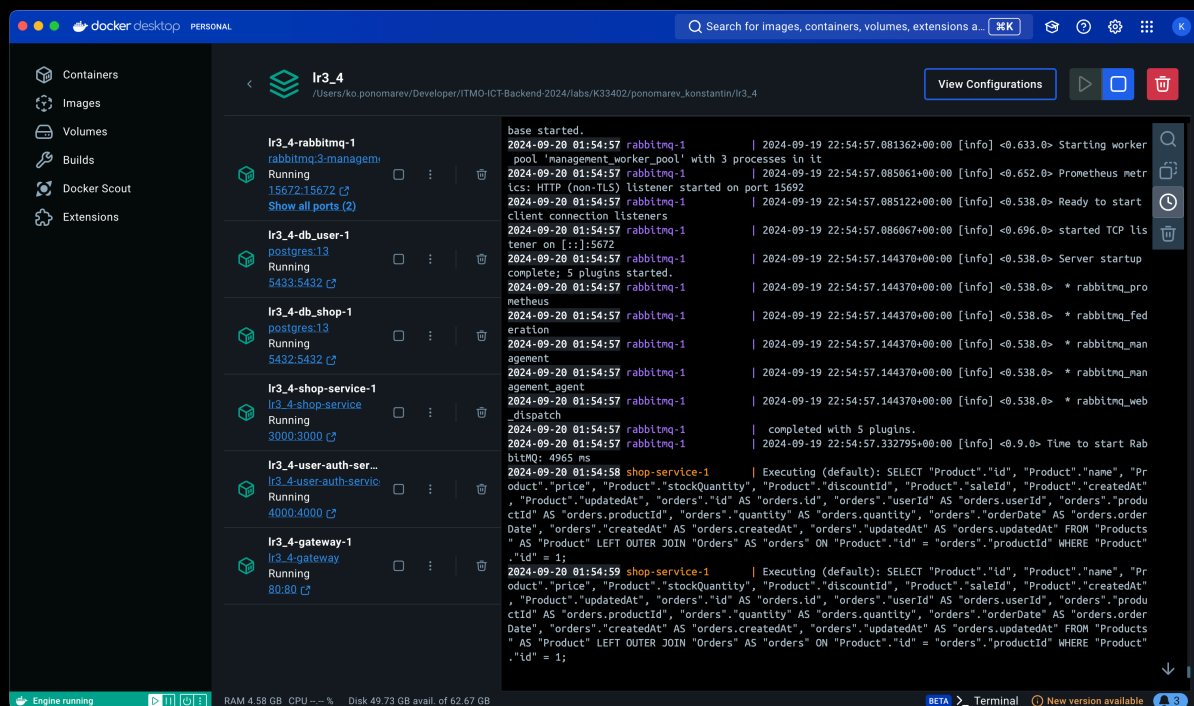 docker desktop PERSONAL
Search for images, containers, volumes, extensions a... ⌘K
K
Containers
Images
Volumes
Builds
Docker Scout
Extensions
lr3_4
/Users/ko.ponomarev/Developer/ITMO-ICT-Backend-2024/labs/K33402/ponomarev_konstantin/lr3_4
View Configurations
lr3_4-rabbitmq-1
rabbitmq:3-manageme
Running
15672:15672
Show all ports (2)
lr3_4-db_user-1
postgres:13
Running
5433:5432
lr3_4-db_shop-1
postgres:13
Running
5432:5432
lr3_4-shop-service-1
lr3_4-shop-service
Running
3000:3000
lr3_4-user-auth-ser...
lr3_4-user-auth-servic
Running
4000:4000
lr3_4-gateway-1
lr3_4-gateway
Running
80:80
base started.
2024-09-20 01:54:57 rabbitmq-1 | 2024-09-19 22:54:57.081362+00:00 [info] <0.633.0> Starting worker
pool 'management_worker_pool' with 3 processes in it
2024-09-20 01:54:57 rabbitmq-1 | 2024-09-19 22:54:57.085061+00:00 [info] <0.652.0> Prometheus metr
ics: HTTP (non-TLS) listener started on port 15692
2024-09-20 01:54:57 rabbitmq-1 | 2024-09-19 22:54:57.085122+00:00 [info] <0.538.0> Ready to start
client connection listeners
2024-09-20 01:54:57 rabbitmq-1 | 2024-09-19 22:54:57.086067+00:00 [info] <0.696.0> started TCP lis
tener on [::]:5672
2024-09-20 01:54:57 rabbitmq-1 | 2024-09-19 22:54:57.144370+00:00 [info] <0.538.0> Server startup
complete; 5 plugins started.
2024-09-20 01:54:57 rabbitmq-1 | 2024-09-19 22:54:57.144370+00:00 [info] <0.538.0> * rabbitmq_pro
metheus
2024-09-20 01:54:57 rabbitmq-1 | 2024-09-19 22:54:57.144370+00:00 [info] <0.538.0> * rabbitmq_fed
eration
2024-09-20 01:54:57 rabbitmq-1 | 2024-09-19 22:54:57.144370+00:00 [info] <0.538.0> * rabbitmq_man
agement
2024-09-20 01:54:57 rabbitmq-1 | 2024-09-19 22:54:57.144370+00:00 [info] <0.538.0> * rabbitmq_man
agement_agent
2024-09-20 01:54:57 rabbitmq-1 | 2024-09-19 22:54:57.144370+00:00 [info] <0.538.0> * rabbitmq_web
_dispatch
2024-09-20 01:54:57 rabbitmq-1 | completed with 5 plugins.
2024-09-20 01:54:57 rabbitmq-1 | 2024-09-19 22:54:57.332795+00:00 [info] <0.9.0> Time to start Rab
bitMQ: 4965 ms
2024-09-20 01:54:58 shop-service-1 | Executing (default): SELECT "Product"."id", "Product"."name", "Pr
oduct"."price", "Product"."stockQuantity", "Product"."discountId", "Product"."saleId", "Product"."createdAt"
, "Product"."updatedAt", "orders"."id" AS "orders.id", "orders"."userId" AS "orders.userId", "orders"."produ
ctId" AS "orders.productId", "orders"."quantity" AS "orders.quantity", "orders"."orderDate" AS "orders.order
Date", "orders"."createdAt" AS "orders.createdAt", "orders"."updatedAt" AS "orders.updatedAt" FROM "Products
" AS "Product" LEFT OUTER JOIN "Orders" AS "orders" ON "Product"."id" = "orders"."productId" WHERE "Product"
."id" = 1;
2024-09-20 01:54:59 shop-service-1 | Executing (default): SELECT "Product"."id", "Product"."name", "Pr
oduct"."price", "Product"."stockQuantity", "Product"."discountId", "Product"."saleId", "Product"."createdAt"
, "Product"."updatedAt", "orders"."id" AS "orders.id", "orders"."userId" AS "orders.userId", "orders"."produ
ctId" AS "orders.productId", "orders"."quantity" AS "orders.quantity", "orders"."orderDate" AS "orders.order
Date", "orders"."createdAt" AS "orders.createdAt", "orders"."updatedAt" AS "orders.updatedAt" FROM "Products
" AS "Product" LEFT OUTER JOIN "Orders" AS "orders" ON "Product"."id" = "orders"."productId" WHERE "Product"
."id" = 1;
Engine running
RAM 4.58 GB CPU --.-- % Disk 49.73 GB avail. of 62.67 GB
BETA >_ Terminal
New version available
3